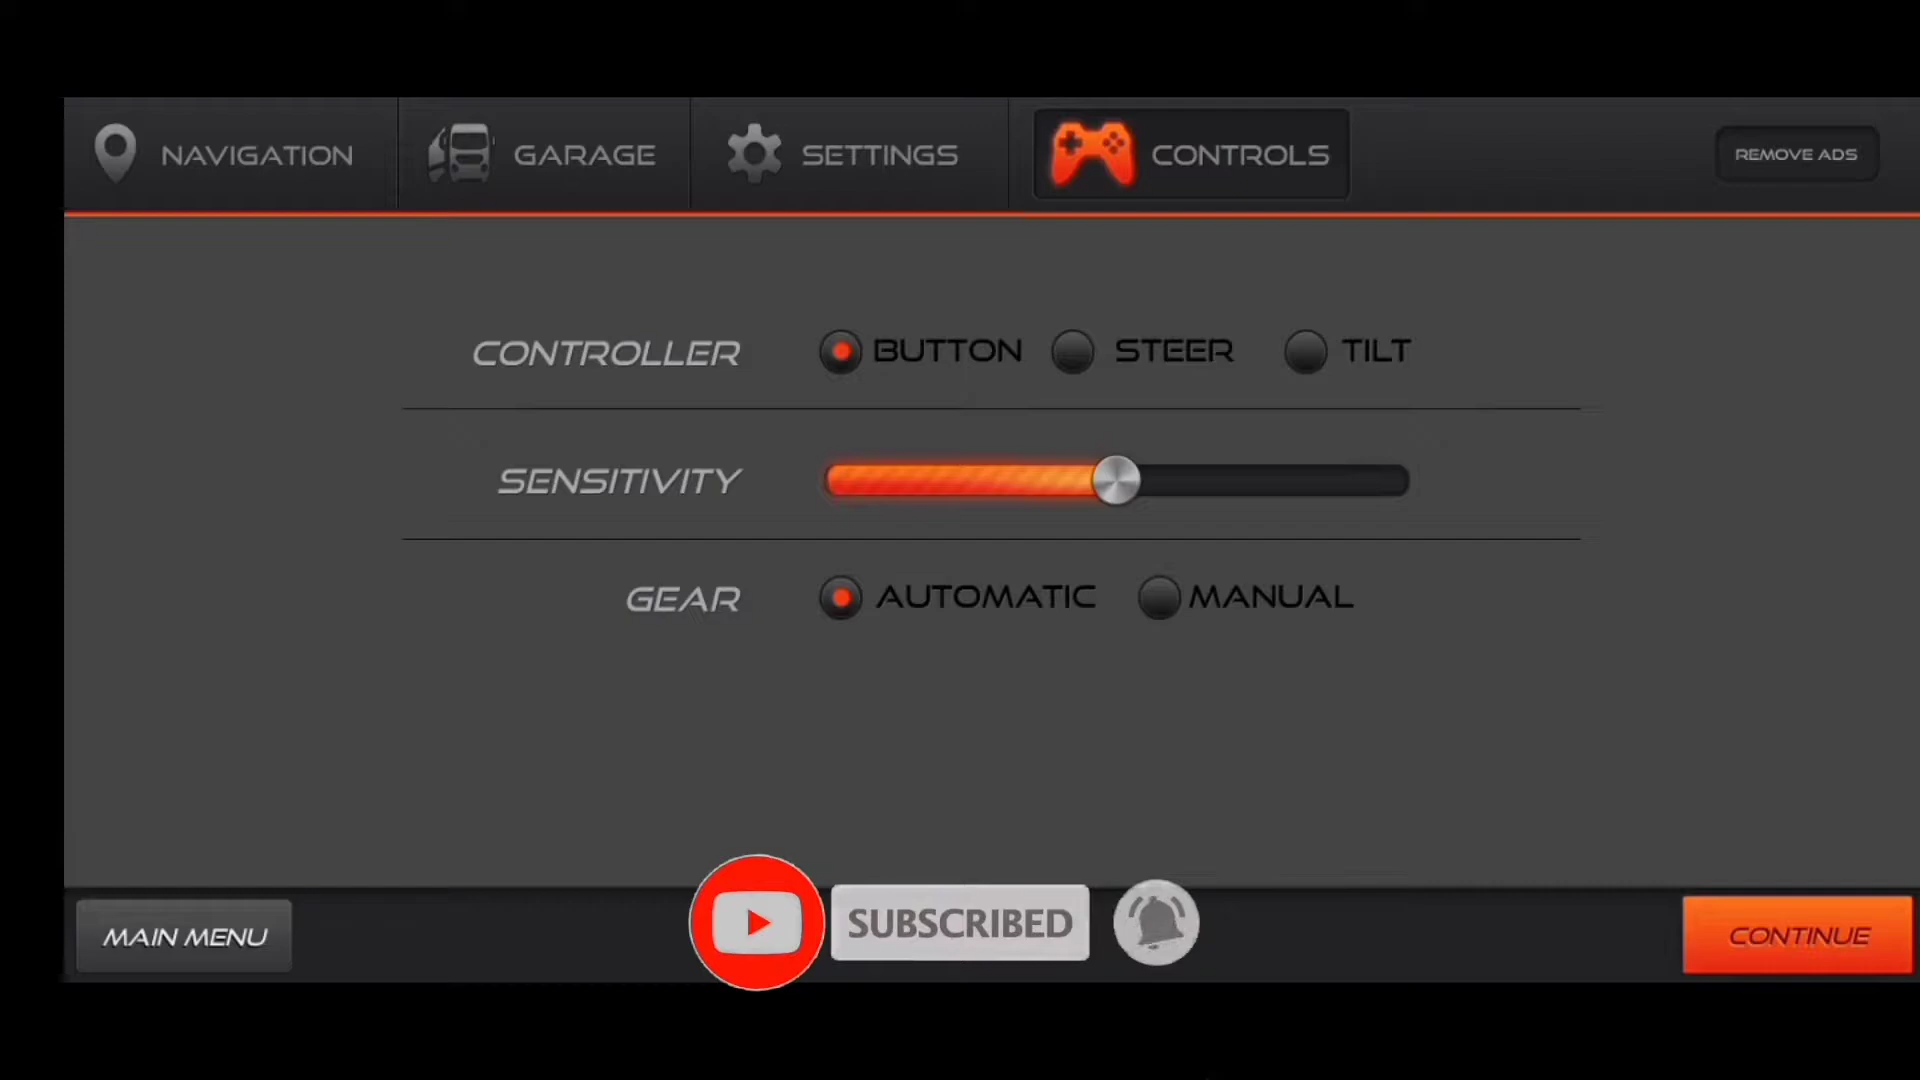 NAVIGATION
GARAGE
SETTINGS
CONTROLS
REMOVE ADS
CONTROLLER
BUTTON
STEER
TILT
SENSITIVITY
GEAR
AUTOMATIC
MANUAL
MAIN MENU
SUBSCRIBED
CONTINUE